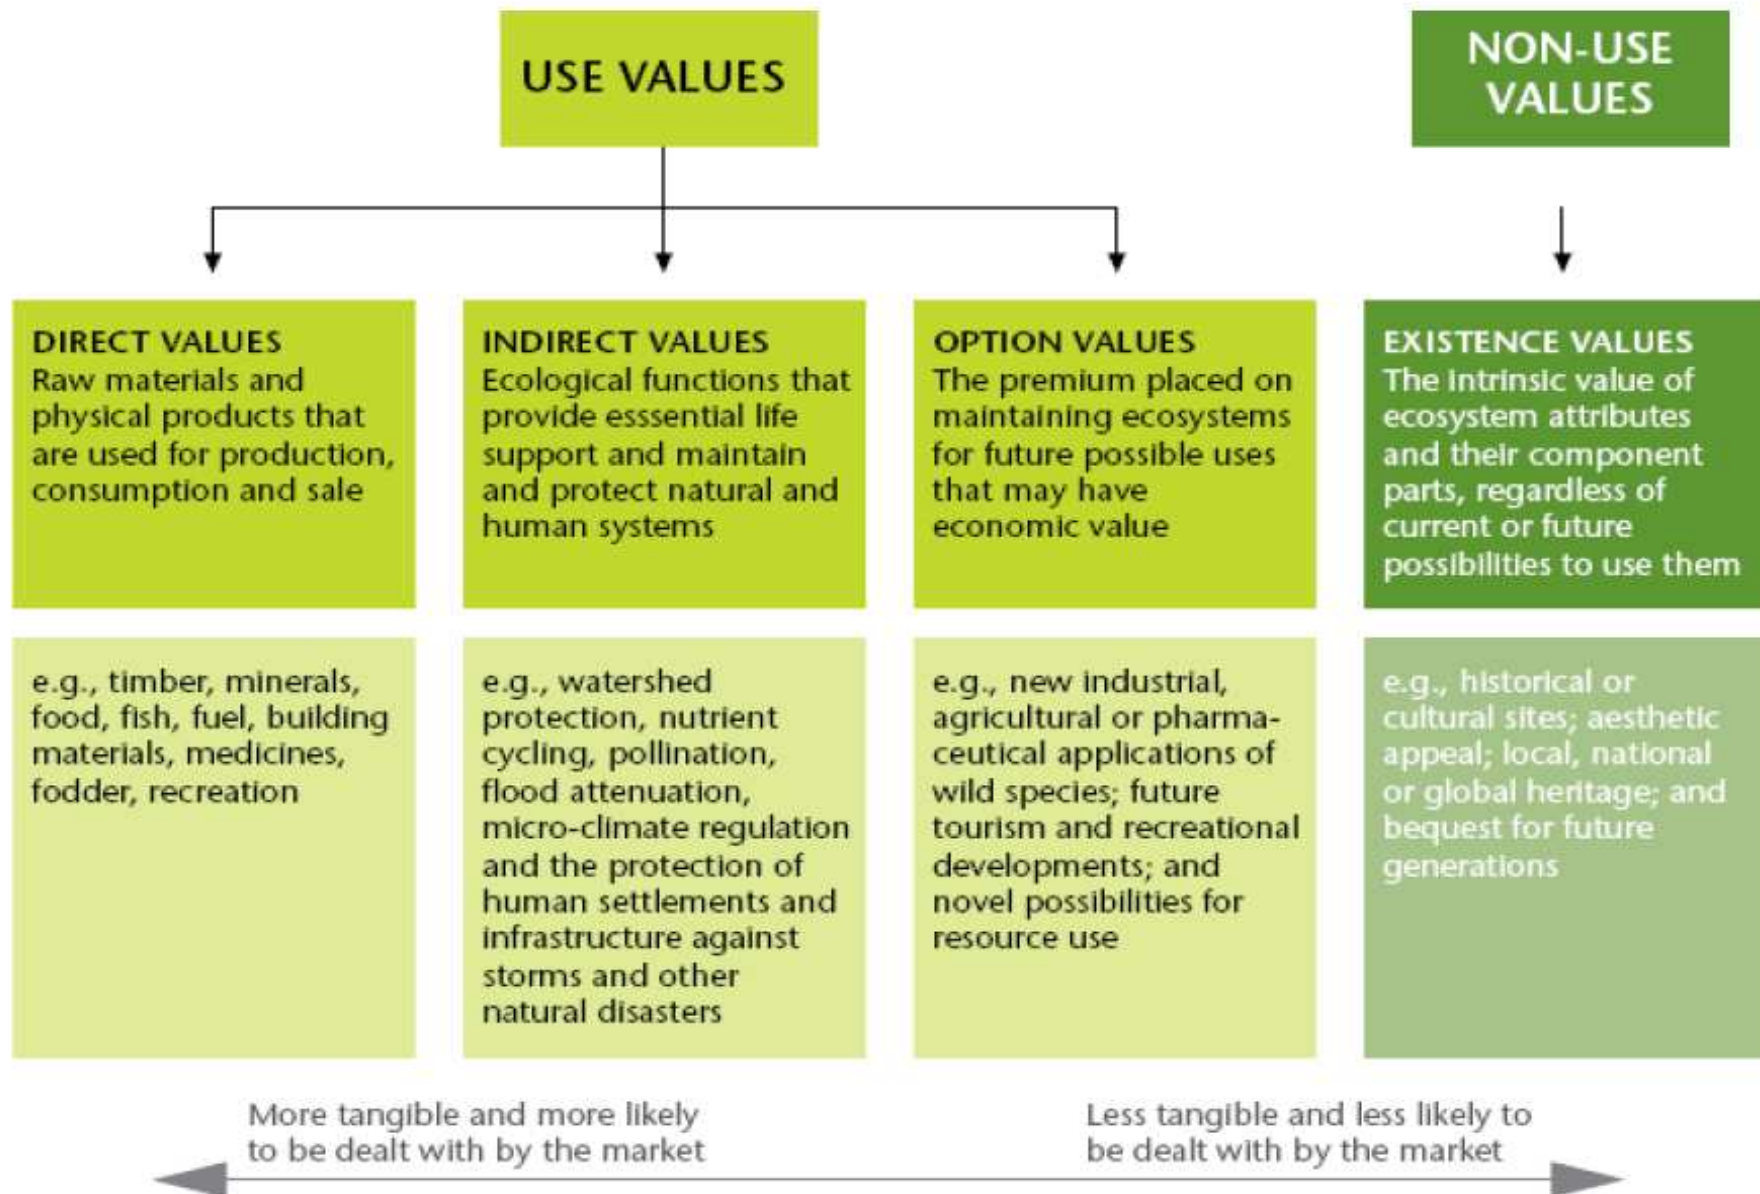 USE VALUES
NON-USE
VALUES
DIRECT VALUES
Raw materials and
physical products that
are used for production,
consumption and sale
INDIRECT VALUES
Ecological functions that
provide esssential life
support and maintain
and protect natural and
human systems
OPTION VALUES
The premium placed on
maintaining ecosystems
for future possible uses
that may have
economic value
EXISTENCE VALUES
The intrinsic value of
ecosystem attributes
and their component
parts, regardless of
current or future
possibilities to use them
e.g., timber, minerals,
food, fish, fuel, building
materials, medicines,
fodder, recreation
e.g., watershed
protection, nutrient
cycling, pollination,
flood attenuation,
micro-climate regulation
and the protection of
human settlements and
infrastructure against
storms and other
natural disasters
e.g., new industrial,
agricultural or pharma-
ceutical applications of
wild species; future
tourism and recreational
developments; and
novel possibilities for
resource use
e.g., historical or
cultural sites; aesthetic
appeal; local, national
or global heritage; and
bequest for future
generations
More tangible and more likely
to be dealt with by the market
Less tangible and less likely to
be dealt with by the market